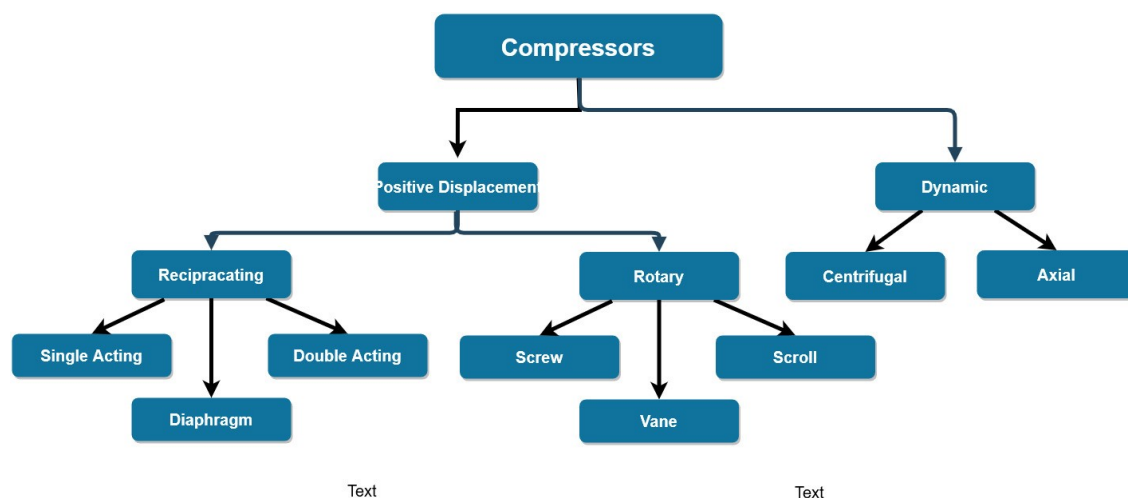 Compressors
Positive Displacement
Dynamic
Recipracating
Rotary
Centrifugal
Axial
Single Acting
Double Acting
Screw
Scroll
Diaphragm
Vane
Text
Text